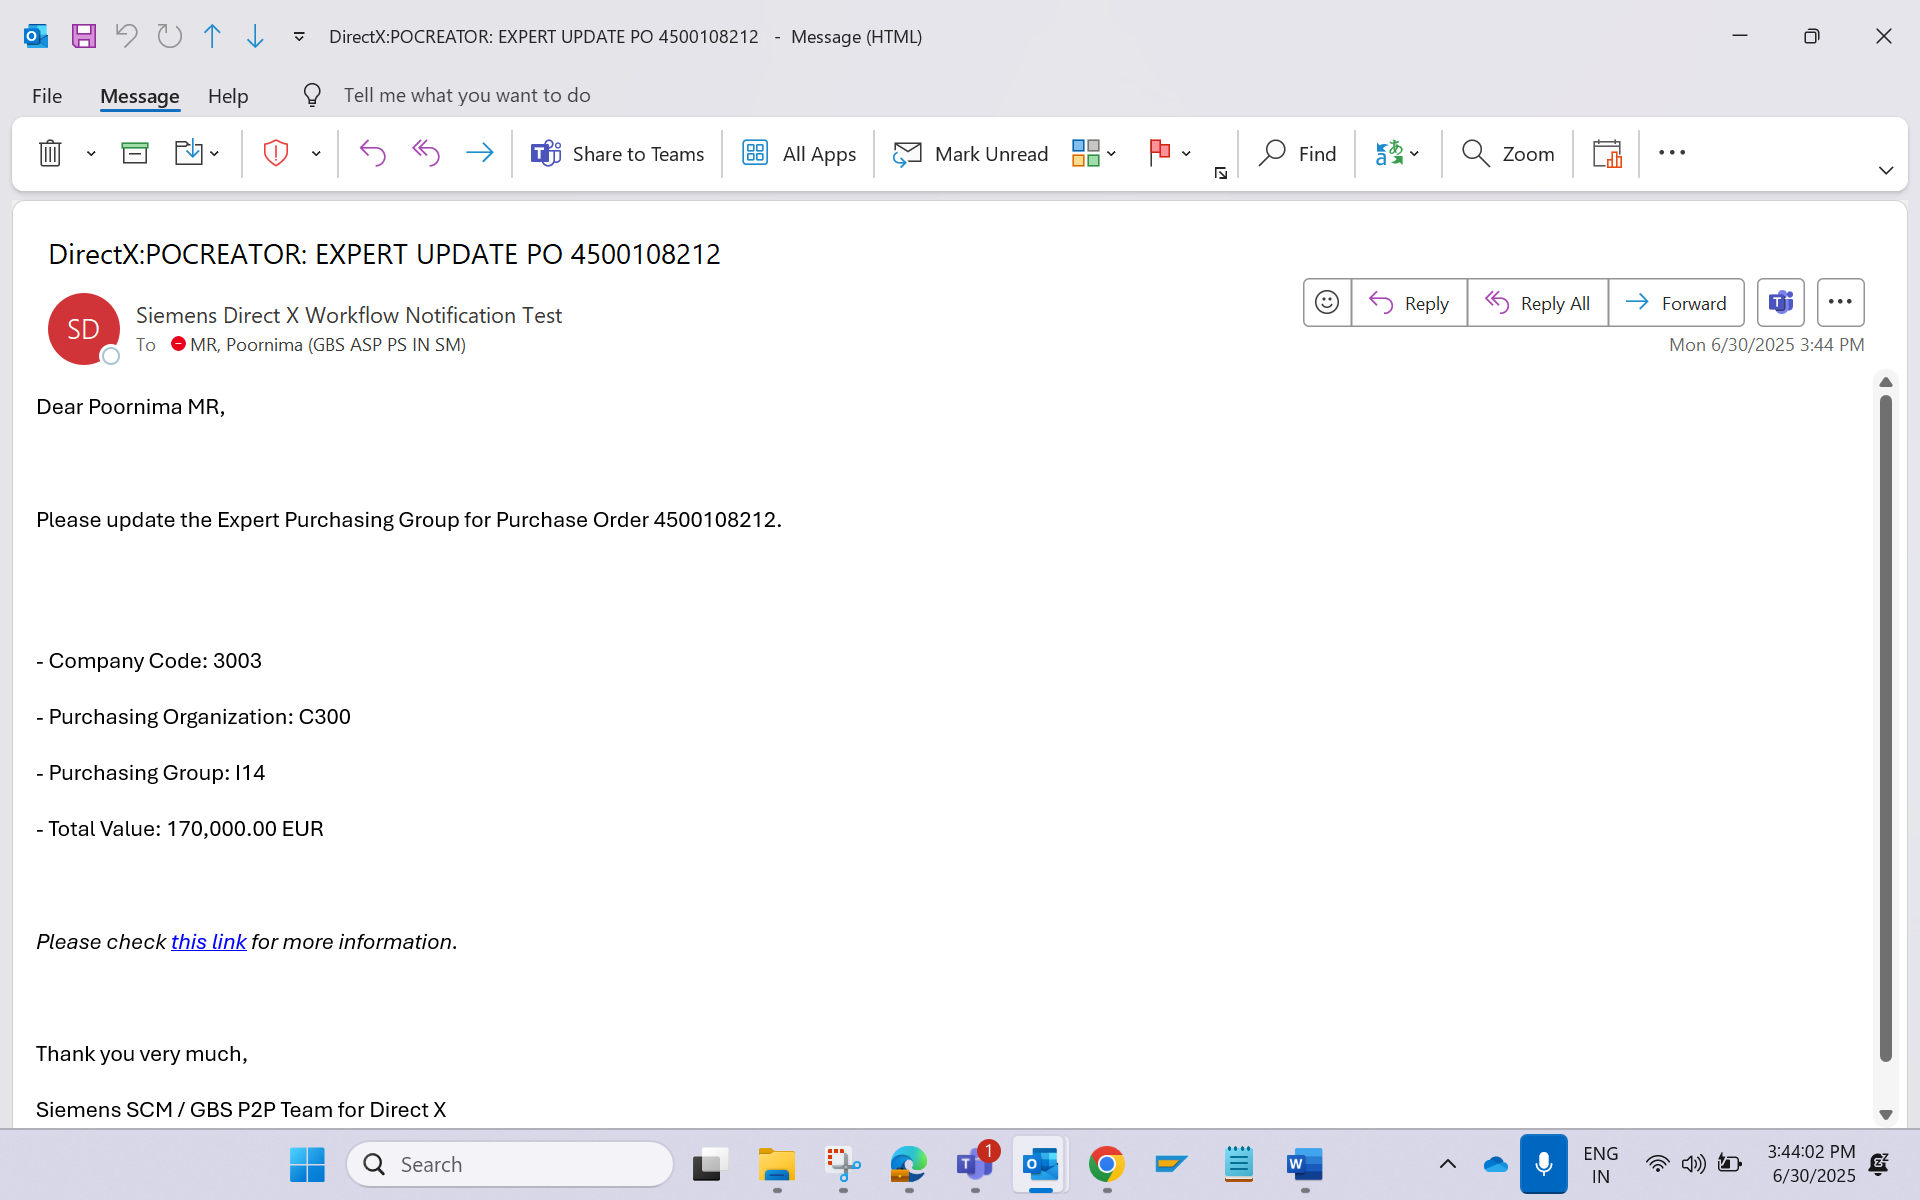 DirectX:POCREATOR: EXPERT UPDATE PO 4500108212 - Message (HTML)
File Message Help Tell me what you want to do
Share to Teams All Apps Mark Unread Find Zoom
DirectX:POCREATOR: EXPERT UPDATE PO 4500108212
SD
Siemens Direct X Workflow Notification Test
To MR, Poornima (GBS ASP PS IN SM)
Reply Reply All Forward
Mon 6/30/2025 3:44 PM
Dear Poornima MR,
Please update the Expert Purchasing Group for Purchase Order 4500108212.
- Company Code: 3003
- Purchasing Organization: C300
- Purchasing Group: I14
- Total Value: 170,000.00 EUR
Please check this link for more information.
Thank you very much,
Siemens SCM / GBS P2P Team for Direct X
Search
1
ENG
IN
3:44:02 PM
6/30/2025